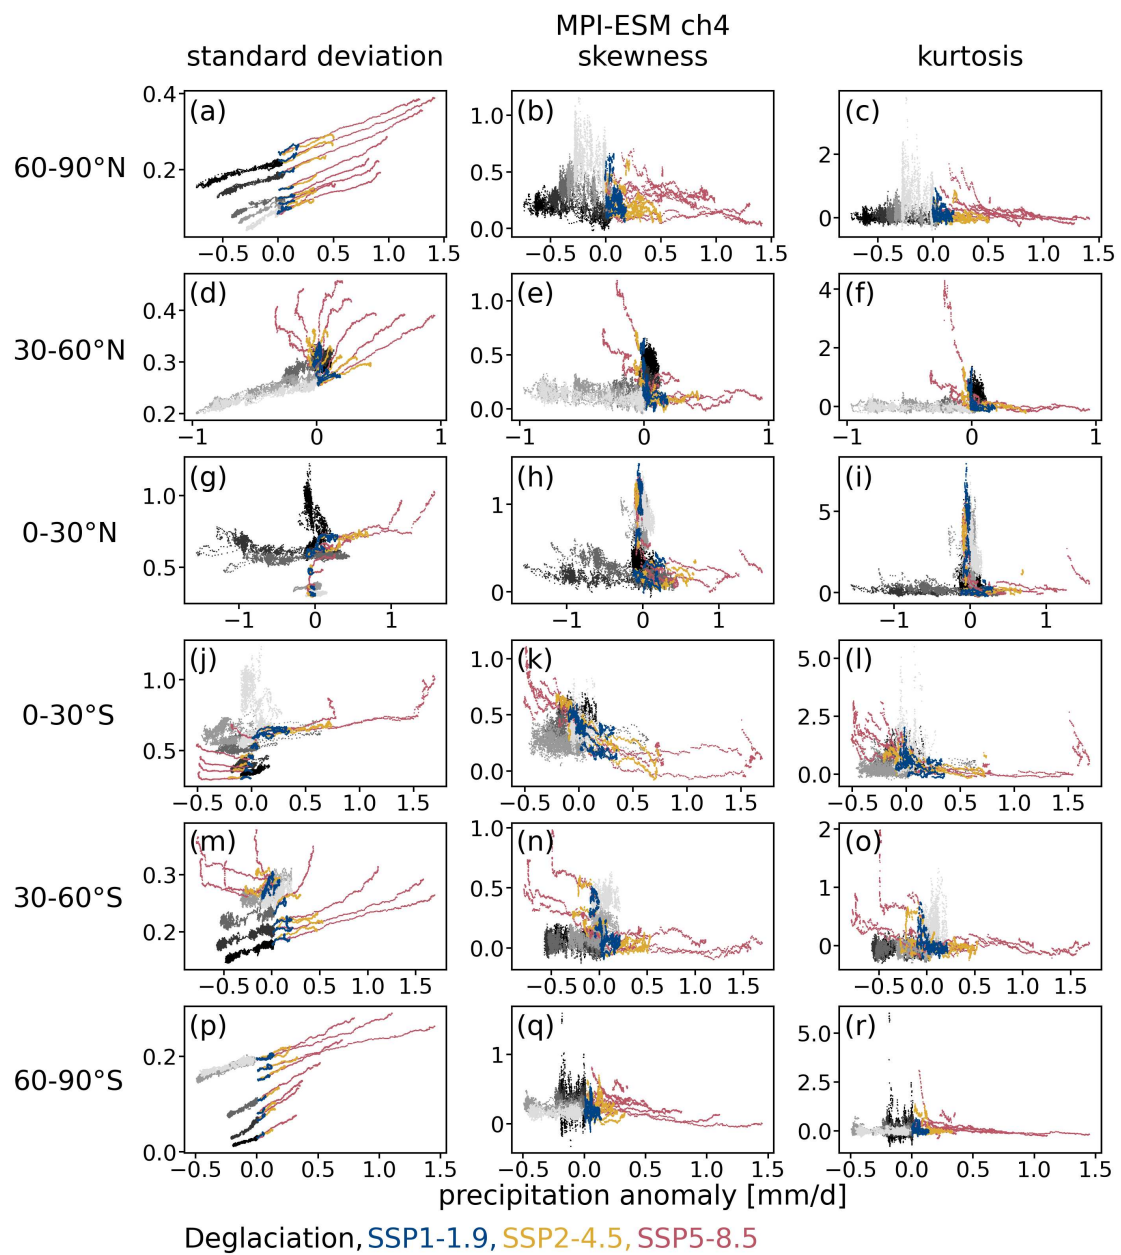 MPI-ESM ch4
standard deviation skewness kurtosis
60-90°N
(a) 0.4 0.2 −0.5 0.0 0.5 1.0 1.5
(b) 1.0 0.5 0.0 −0.5 0.0 0.5 1.0 1.5
(c) 2 0 −0.5 0.0 0.5 1.0 1.5
30-60°N
(d) 0.4 0.3 0.2 −1 0 1
(e) 1.0 0.5 0.0 −1 0 1
(f) 4 2 0 −1 0 1
0-30°N
(g) 1.0 0.5 −1 0 1
(h) 1 0 −1 0 1
(i) 5 0 −1 0 1
0-30°S
(j) 1.0 0.5 −0.5 0.0 0.5 1.0 1.5
(k) 1.0 0.5 0.0 −0.5 0.0 0.5 1.0 1.5
(l) 5.0 2.5 0.0 −0.5 0.0 0.5 1.0 1.5
30-60°S
(m) 0.3 0.2 −0.5 0.0 0.5 1.0 1.5
(n) 1.0 0.5 0.0 −0.5 0.0 0.5 1.0 1.5
(o) 2 1 0 −0.5 0.0 0.5 1.0 1.5
60-90°S
(p) 0.2 0.0 −0.5 0.0 0.5 1.0 1.5
(q) 1 0 −0.5 0.0 0.5 1.0 1.5
(r) 5.0 2.5 0.0 −0.5 0.0 0.5 1.0 1.5
precipitation anomaly [mm/d]
Deglaciation, SSP1-1.9, SSP2-4.5, SSP5-8.5